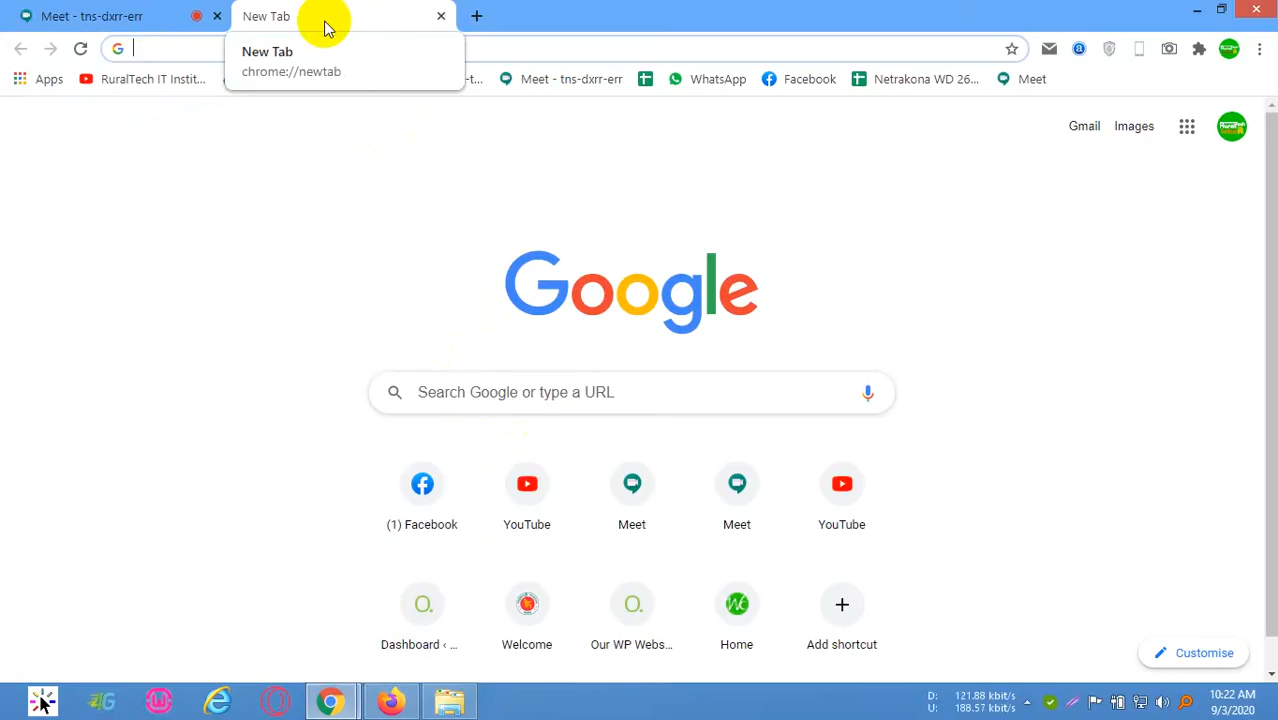 Meet - tns-dxrr-err
New Tab
New Tab
chrome://newtab
Apps
RuralTech IT Instit...
-t...
Meet - tns-dxrr-err
WhatsApp
Facebook
Netrakona WD 26...
Meet
Gmail
Images
Google
Search Google or type a URL
(1) Facebook
YouTube
Meet
Meet
YouTube
Dashboard ‹ ...
Welcome
Our WP Webs...
Home
Add shortcut
Customise
D: 121.88 kbit/s
U: 188.57 kbit/s
10:22 AM
9/3/2020